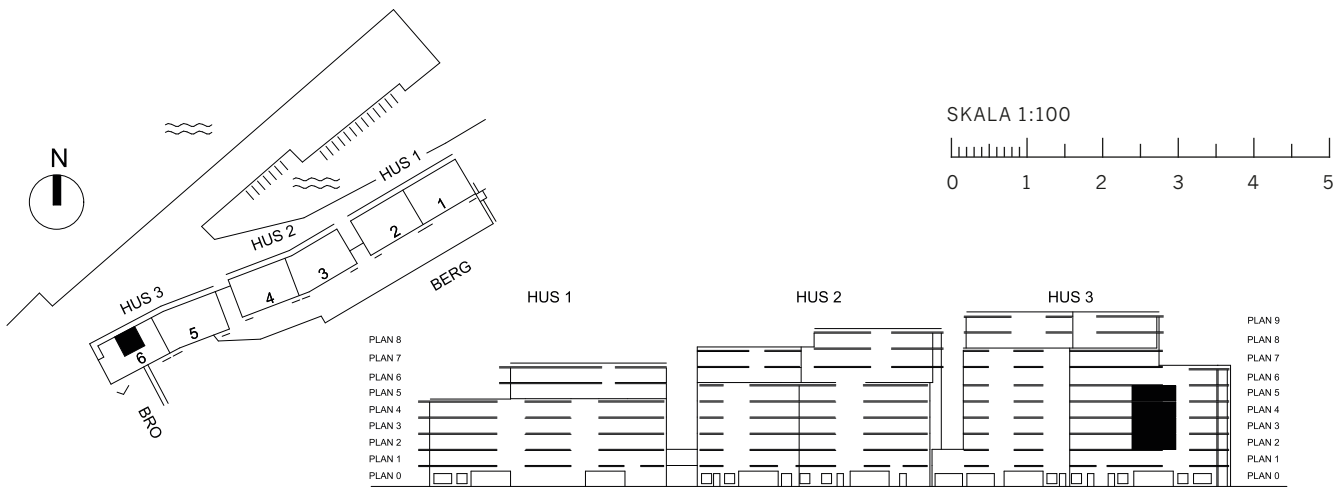 N
HUS 1
HUS 2
HUS 3
1
2
3
4
5
6
BERG
BRO
SKALA 1:100
0 1 2 3 4 5
HUS 1 HUS 2 HUS 3
PLAN 8
PLAN 7
PLAN 6
PLAN 5
PLAN 4
PLAN 3
PLAN 2
PLAN 1
PLAN 0
PLAN 9
PLAN 8
PLAN 7
PLAN 6
PLAN 5
PLAN 4
PLAN 3
PLAN 2
PLAN 1
PLAN 0